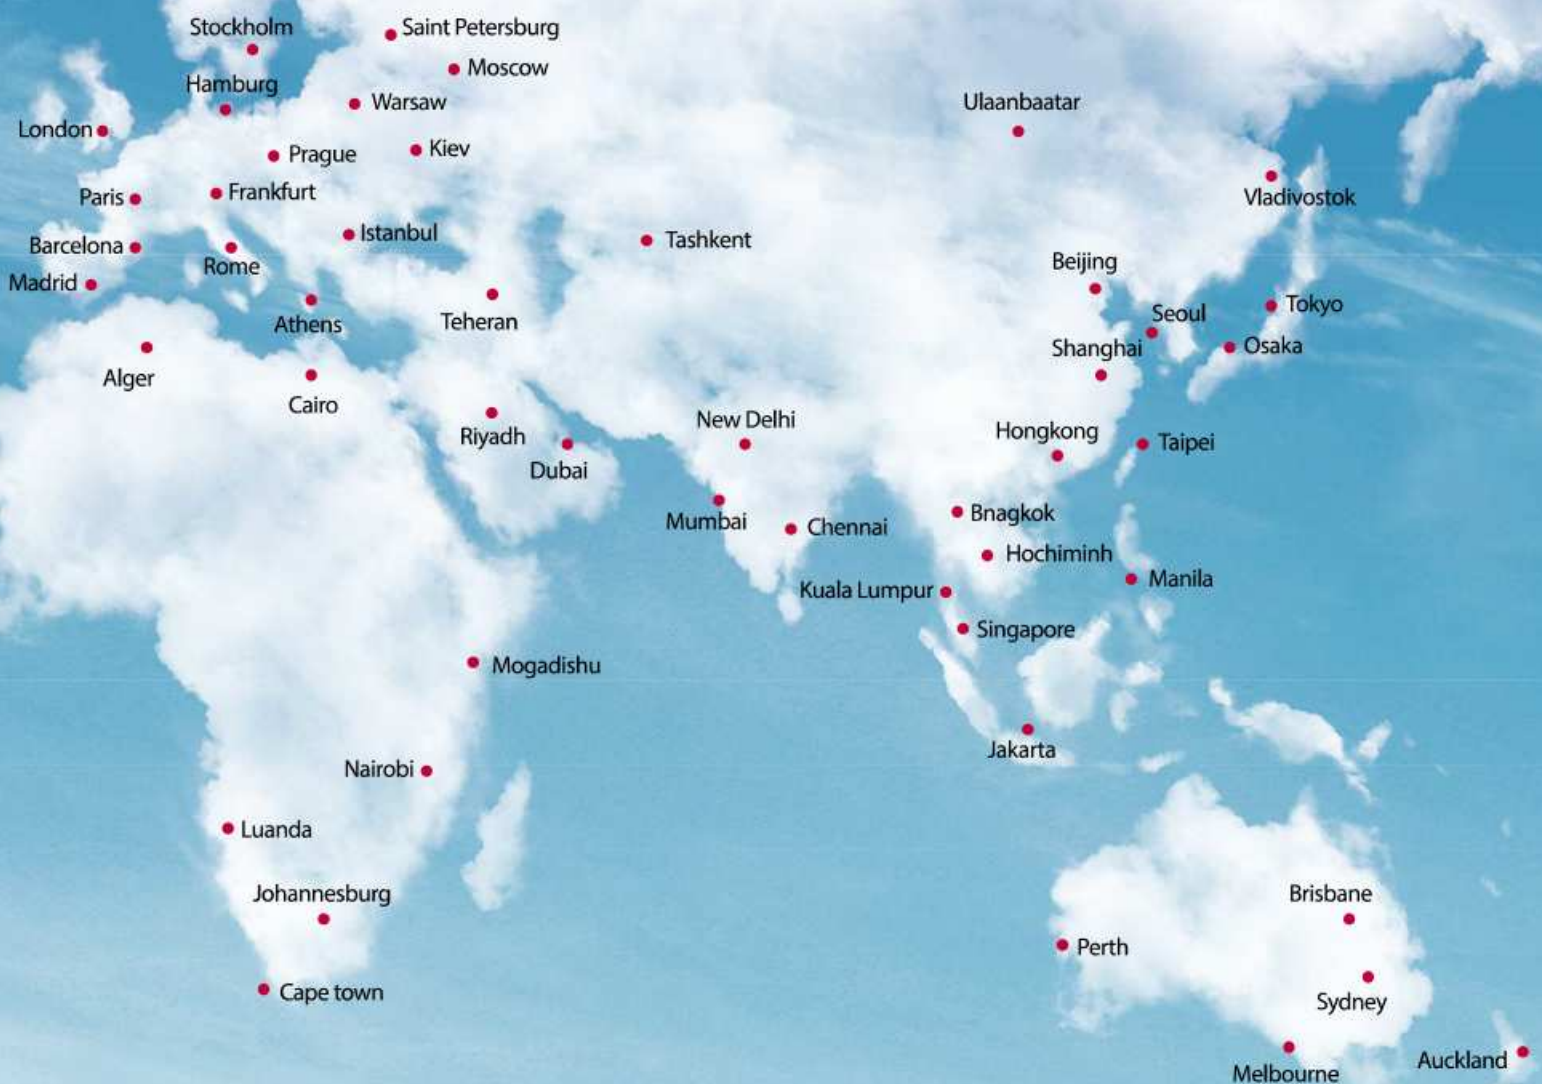 Stockholm
Saint Petersburg
Moscow
Hamburg
Warsaw
Ulaanbaatar
London
Kiev
Prague
Frankfurt
Paris
Vladivostok
Istanbul
Tashkent
Barcelona
Rome
Beijing
Madrid
Tokyo
Seoul
Athens
Teheran
Osaka
Shanghai
Alger
Cairo
New Delhi
Hongkong
Riyadh
Taipei
Dubai
Bnagkok
Mumbai
Chennai
Hochiminh
Manila
Kuala Lumpur
Singapore
Mogadishu
Jakarta
Nairobi
Luanda
Johannesburg
Brisbane
Perth
Cape town
Sydney
Auckland
Melbourne